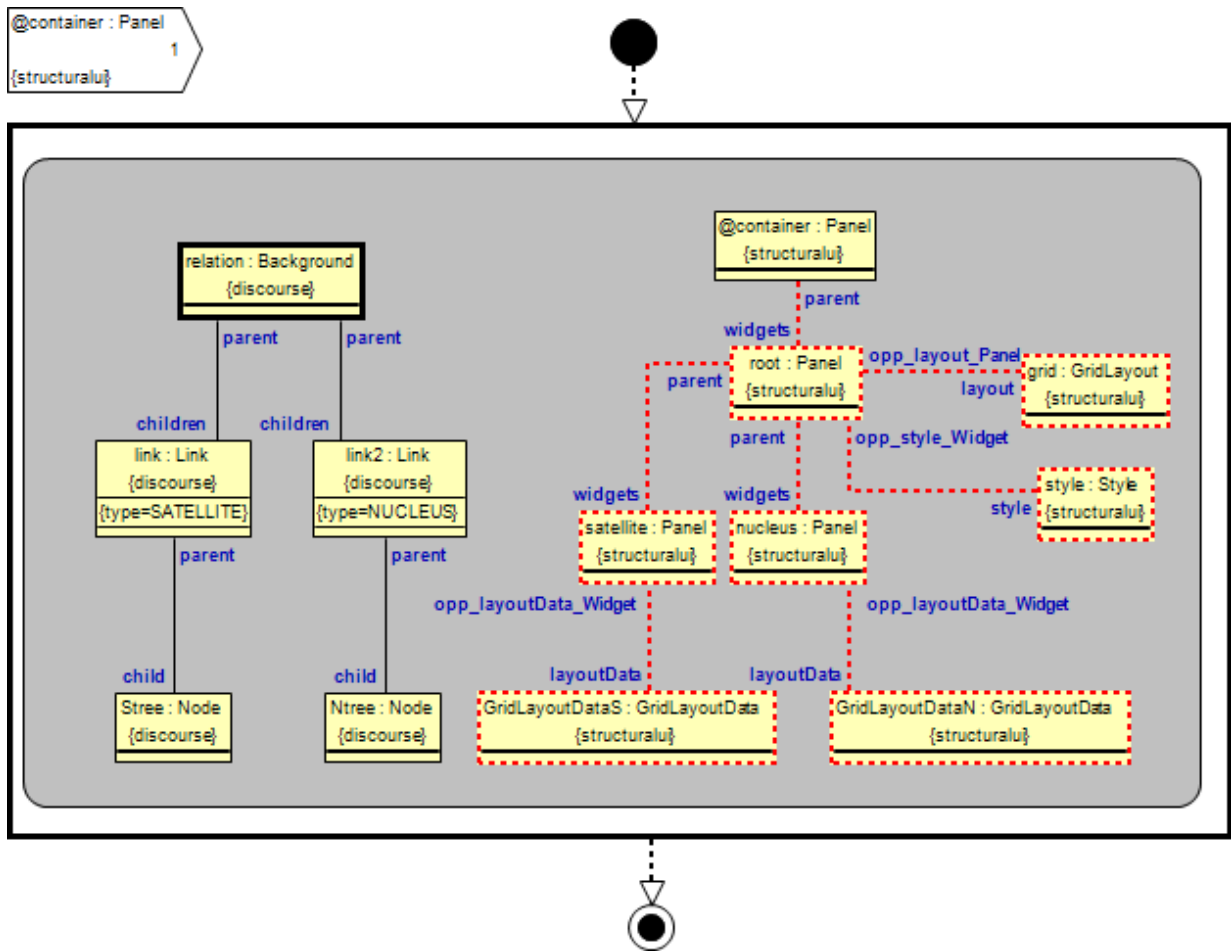 @container : Panel
1
{structuralui}
@container : Panel
{structuralui}
relation : Background
{discourse}
parent
parent
parent
widgets
children
children
root : Panel
{structuralui}
opp_layout_Panel
layout
grid : GridLayout
{structuralui}
parent
parent
opp_style_Widget
link : Link
{discourse}
{type=SATELLITE}
link2 : Link
{discourse}
{type=NUCLEUS}
widgets
widgets
style
style : Style
{structuralui}
satellite : Panel
{structuralui}
nucleus : Panel
{structuralui}
parent
parent
opp_layoutData_Widget
opp_layoutData_Widget
child
child
layoutData
layoutData
Stree : Node
{discourse}
Ntree : Node
{discourse}
GridLayoutDataS : GridLayoutData
{structuralui}
GridLayoutDataN : GridLayoutData
{structuralui}